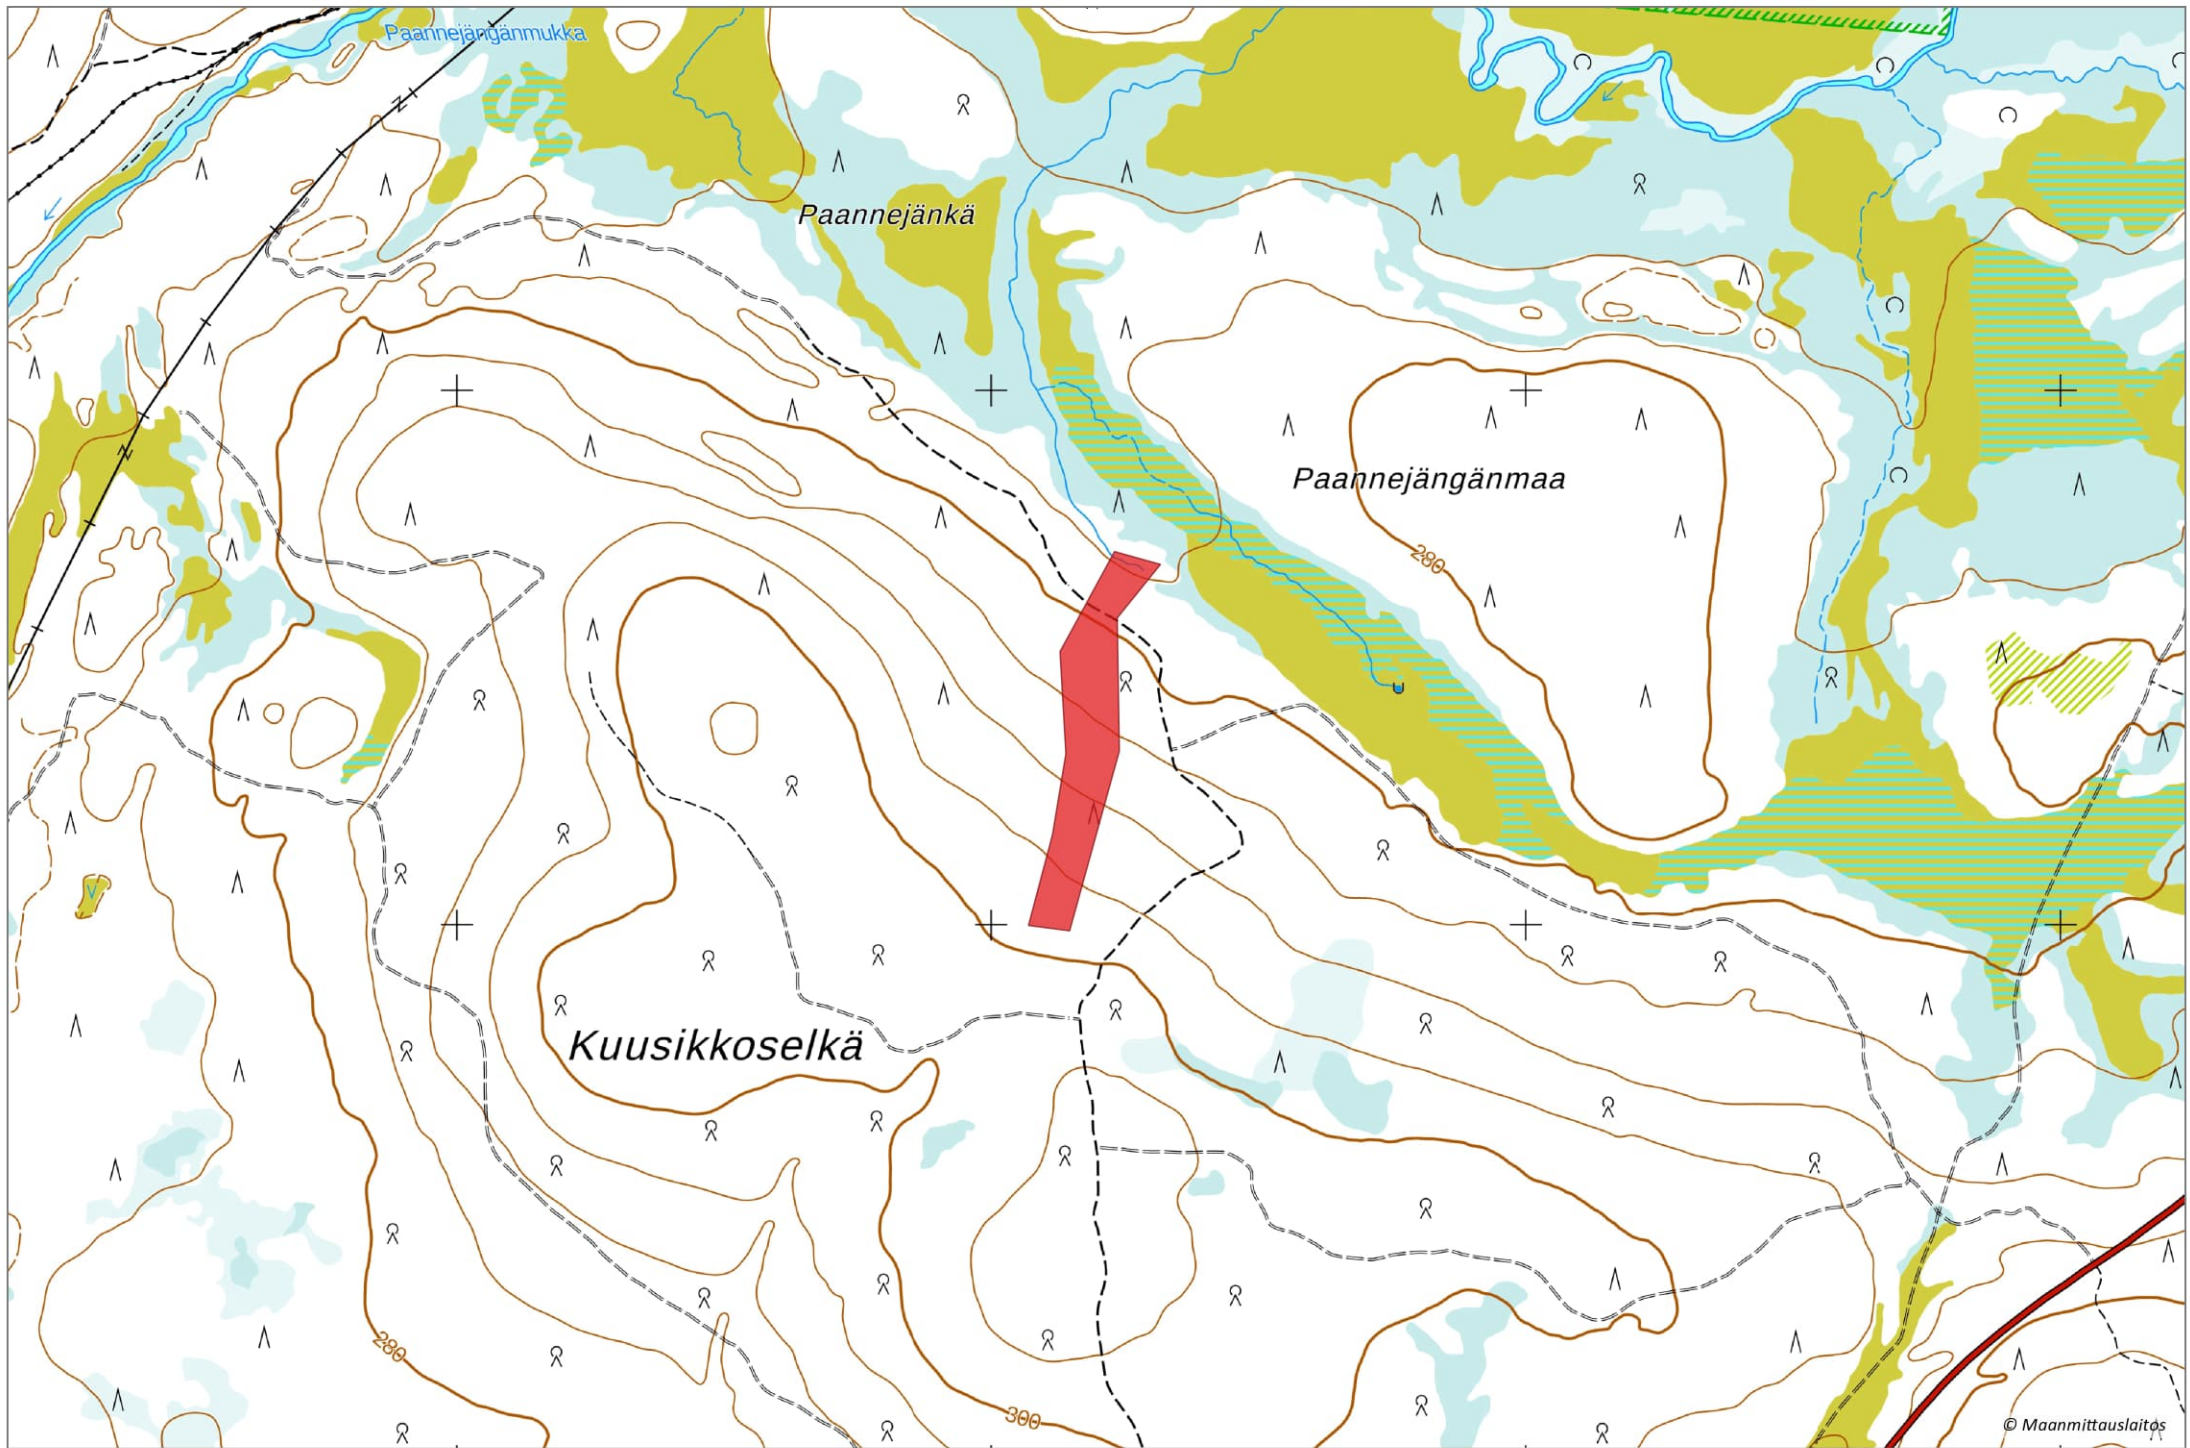 Paannejängänmukka
Paannejänkä
Paannejängänmaa
280
Kuusikkoselkä
280
300
© Maanmittauslaitos